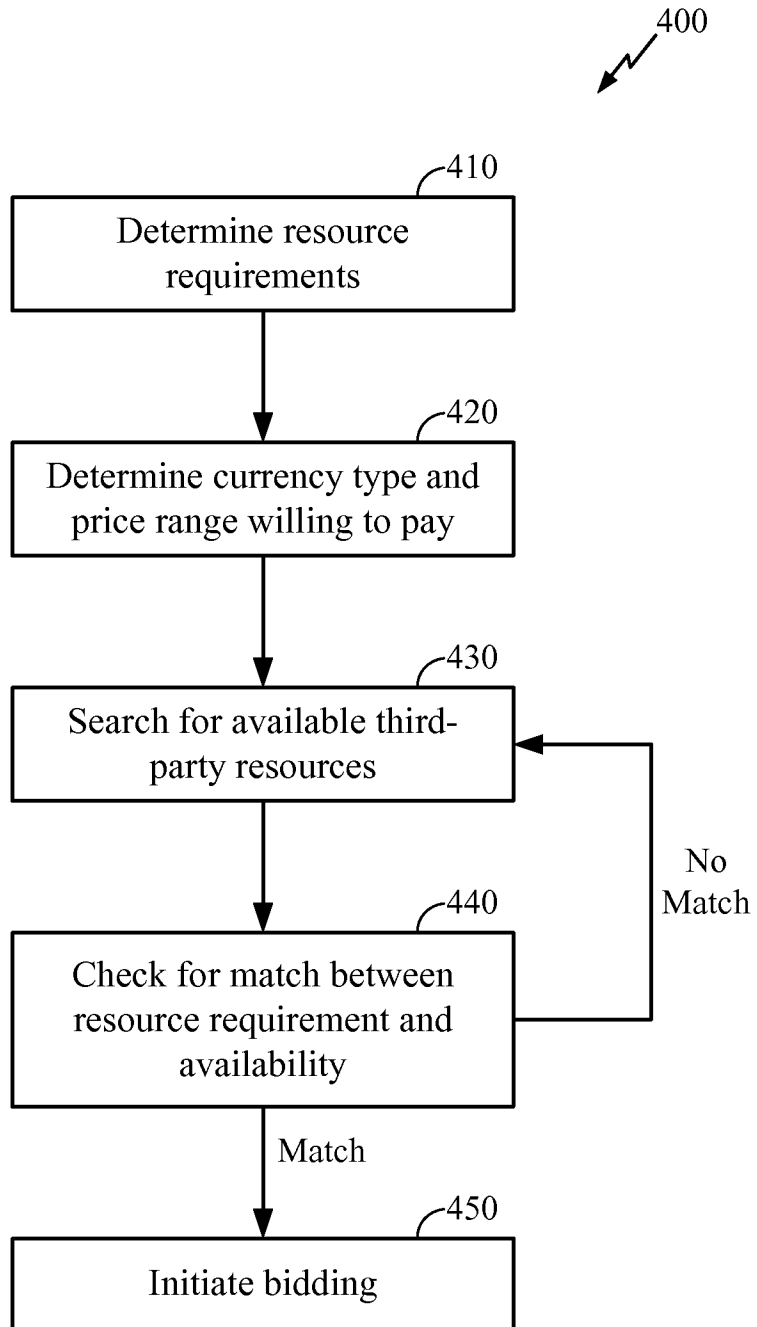 400
410
Determine resource
requirements
420
Determine currency type and
price range willing to pay
430
Search for available third-
party resources
No
Match
440
Check for match between
resource requirement and
availability
Match
450
Initiate bidding